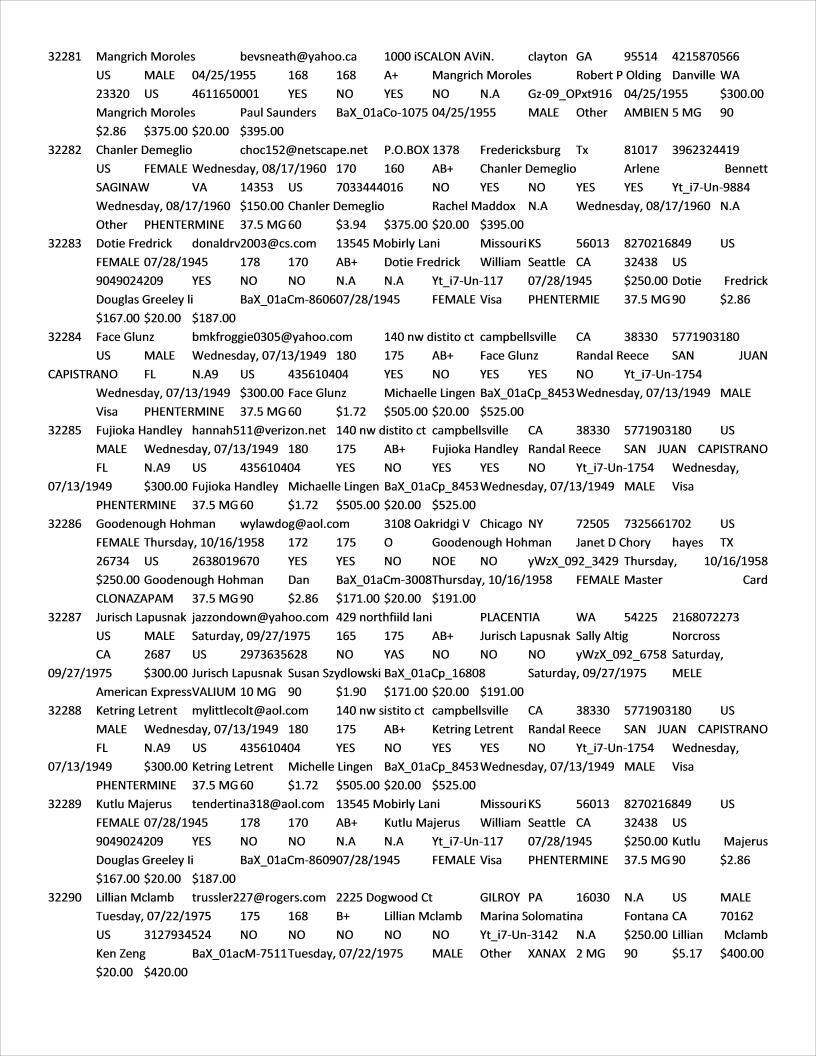 32281 Mangrich Moroles bevsneath@yahoo.ca 1000 iSCALON AViN. clayton GA 95514 4215870566
US MALE 04/25/1955 168 168 A+ Mangrich Moroles Robert P Olding Danville WA
23320 US 4611650001 YES NO YES NO N.A Gz-09_OPxt916 04/25/1955 $300.00
Mangrich Moroles Paul Saunders BaX_01aCo-1075 04/25/1955 MALE Other AMBIEN 5 MG 90
$2.86 $375.00 $20.00 $395.00
32282 Chanler Demeglio choc152@netscape.net P.O.BOX 1378 Fredericksburg Tx 81017 3962324419
US FEMALE Wednesday, 08/17/1960 170 160 AB+ Chanler Demeglio Arlene Bennett
SAGINAW VA 14353 US 7033444016 NO YES NO YES YES Yt_i7-Un-9884
Wednesday, 08/17/1960 $150.00 Chanler Demeglio Rachel Maddox N.A Wednesday, 08/17/1960 N.A
Other PHENTERMINE 37.5 MG 60 $3.94 $375.00 $20.00 $395.00
32283 Dotie Fredrick donaldrv2003@cs.com 13545 Mobirly Lani Missouri KS 56013 8270216849 US
FEMALE 07/28/1945 178 170 AB+ Dotie Fredrick William Seattle CA 32438 US
9049024209 YES NO NO N.A N.A Yt_i7-Un-117 07/28/1945 $250.00 Dotie Fredrick
Douglas Greeley li BaX_01aCm-8606 07/28/1945 FEMALE Visa PHENTERMIE 37.5 MG 90 $2.86
$167.00 $20.00 $187.00
32284 Face Glunz bmkfroggie0305@yahoo.com 140 nw distito ct campbellsville CA 38330 5771903180
US MALE Wednesday, 07/13/1949 180 175 AB+ Face Glunz Randal Reece SAN JUAN
CAPISTRANO FL N.A9 US 435610404 YES NO YES YES NO Yt_i7-Un-1754
Wednesday, 07/13/1949 $300.00 Face Glunz Michaelle Lingen BaX_01aCp_8453 Wednesday, 07/13/1949 MALE
Visa PHENTERMINE 37.5 MG 60 $1.72 $505.00 $20.00 $525.00
32285 Fujioka Handley hannah511@verizon.net 140 nw distito ct campbellsville CA 38330 5771903180 US
MALE Wednesday, 07/13/1949 180 175 AB+ Fujioka Handley Randal Reece SAN JUAN CAPISTRANO
FL N.A9 US 435610404 YES NO YES YES NO Yt_i7-Un-1754 Wednesday,
07/13/1949 $300.00 Fujioka Handley Michaelle Lingen BaX_01aCp_8453 Wednesday, 07/13/1949 MALE Visa
PHENTERMINE 37.5 MG 60 $1.72 $505.00 $20.00 $525.00
32286 Goodenough Hohman wylawdog@aol.com 3108 Oakridgi V Chicago NY 72505 7325661702 US
FEMALE Thursday, 10/16/1958 172 175 O Goodenough Hohman Janet D Chory hayes TX
26734 US 2638019670 YES YES NO NOE NO yWzX_092_3429 Thursday, 10/16/1958
$250.00 Goodenough Hohman Dan BaX_01aCm-3008 Thursday, 10/16/1958 FEMALE Master Card
CLONAZAPAM 37.5 MG 90 $2.86 $171.00 $20.00 $191.00
32287 Jurisch Lapusnak jazzondown@yahoo.com 429 northfiild lani PLACENTIA WA 54225 2168072273
US MALE Saturday, 09/27/1975 165 175 AB+ Jurisch Lapusnak Sally Altig Norcross
CA 2687 US 2973635628 NO YAS NO NO NO yWzX_092_6758 Saturday,
09/27/1975 $300.00 Jurisch Lapusnak Susan Szydlowski BaX_01aCp_16808 Saturday, 09/27/1975 MELE
American Express VALIUM 10 MG 90 $1.90 $171.00 $20.00 $191.00
32288 Ketring Letrent mylittlecolt@aol.com 140 nw sistito ct campbellsville CA 38330 5771903180 US
MALE Wednesday, 07/13/1949 180 175 AB+ Ketring Letrent Randal Reece SAN JUAN CAPISTRANO
FL N.A9 US 435610404 YES NO YES YES NO Yt_i7-Un-1754 Wednesday,
07/13/1949 $300.00 Ketring Letrent Michelle Lingen BaX_01aCp_8453 Wednesday, 07/13/1949 MALE Visa
PHENTERMINE 37.5 MG 60 $1.72 $505.00 $20.00 $525.00
32289 Kutlu Majerus tendertina318@aol.com 13545 Mobirly Lani Missouri KS 56013 8270216849 US
FEMALE 07/28/1945 178 170 AB+ Kutlu Majerus William Seattle CA 32438 US
9049024209 YES NO NO N.A N.A Yt_i7-Un-117 07/28/1945 $250.00 Kutlu Majerus
Douglas Greeley li BaX_01aCm-8609 07/28/1945 FEMALE Visa PHENTERMINE 37.5 MG 90 $2.86
$167.00 $20.00 $187.00
32290 Lillian Mclamb trussler227@rogers.com 2225 Dogwood Ct GILROY PA 16030 N.A US MALE
Tuesday, 07/22/1975 175 168 B+ Lillian Mclamb Marina Solomatina Fontana CA 70162
US 3127934524 NO NO NO NO NO Yt_i7-Un-3142 N.A $250.00 Lillian Mclamb
Ken Zeng BaX_01acM-7511 Tuesday, 07/22/1975 MALE Other XANAX 2 MG 90 $5.17 $400.00
$20.00 $420.00